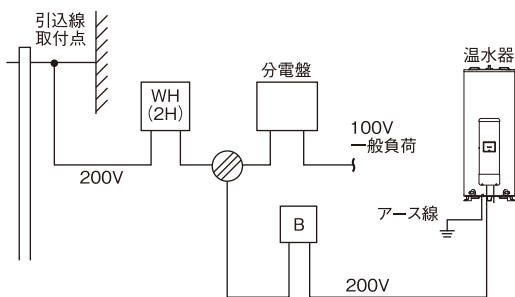 引込線
取付点
WH
(2H)
分電盤
温水器
100V
一般負荷
200V
アース線
B
200V